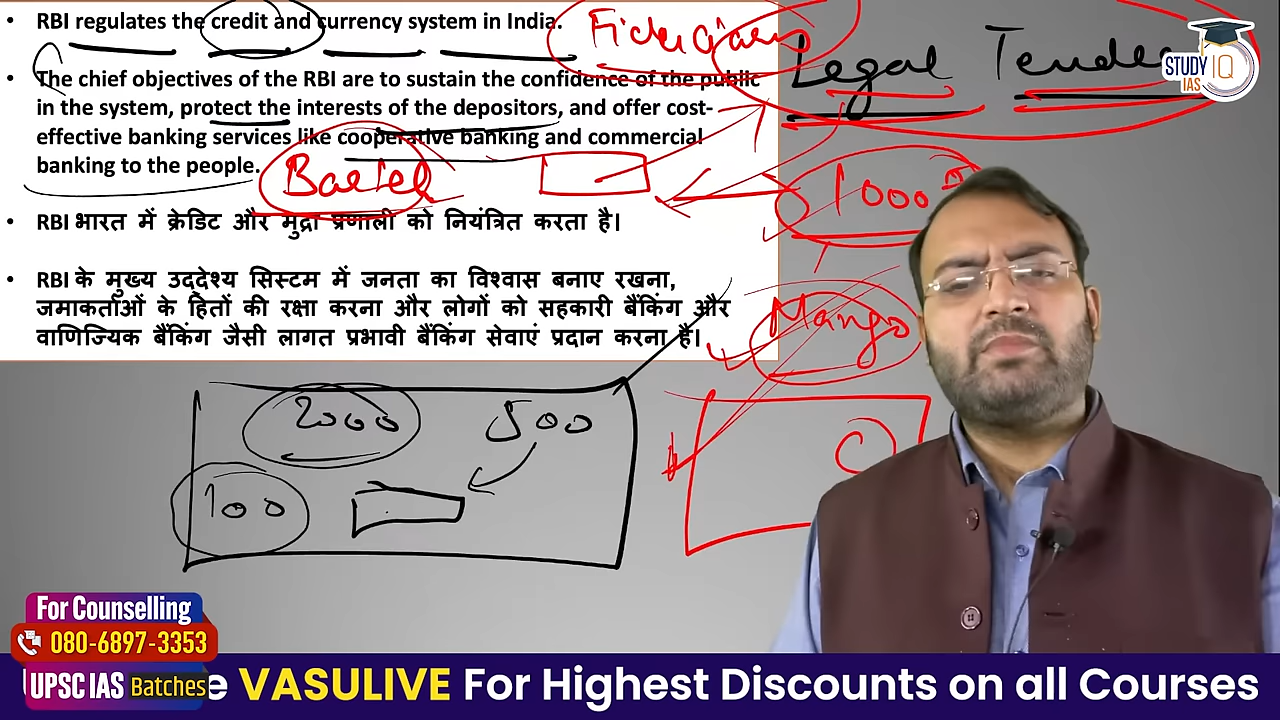 • RBI regulates the credit and currency system in India.
• The chief objectives of the RBI are to sustain the confidence of the public
in the system, protect the interests of the depositors, and offer cost-
effective banking services like cooperative banking and commercial
banking to the people.
• RBI भारत में क्रेडिट और मुद्रा प्रणाली को नियंत्रित करता है।
• RBI के मुख्य उद्देश्य सिस्टम में जनता का विश्वास बनाए रखना,
जमाकर्ताओं के हितों की रक्षा करना और लोगों को सहकारी बैंकिंग और
वाणिज्यिक बैंकिंग जैसी लागत प्रभावी बैंकिंग सेवाएं प्रदान करना है।
Legal Tender
STUDY IQ
IAS
1000
Mango
2000 500
100
For Counselling
080-6897-3353
UPSC IAS Batches
VASULIVE For Highest Discounts on all Courses